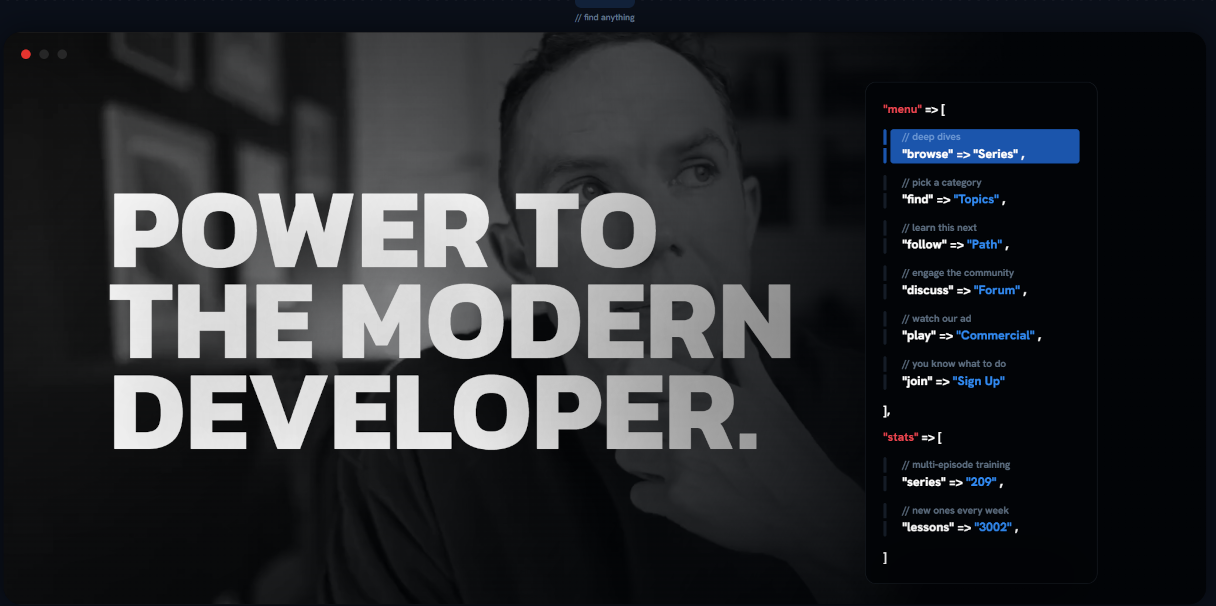 // find anything
POWER TO
THE MODERN
DEVELOPER.
"menu" => [
// deep dives
"browse" => "Series" ,
// pick a category
"find" => "Topics" ,
// learn this next
"follow" => "Path" ,
// engage the community
"discuss" => "Forum" ,
// watch our ad
"play" => "Commercial" ,
// you know what to do
"join" => "Sign Up"
],
"stats" => [
// multi-episode training
"series" => "209" ,
// new ones every week
"lessons" => "3002" ,
]